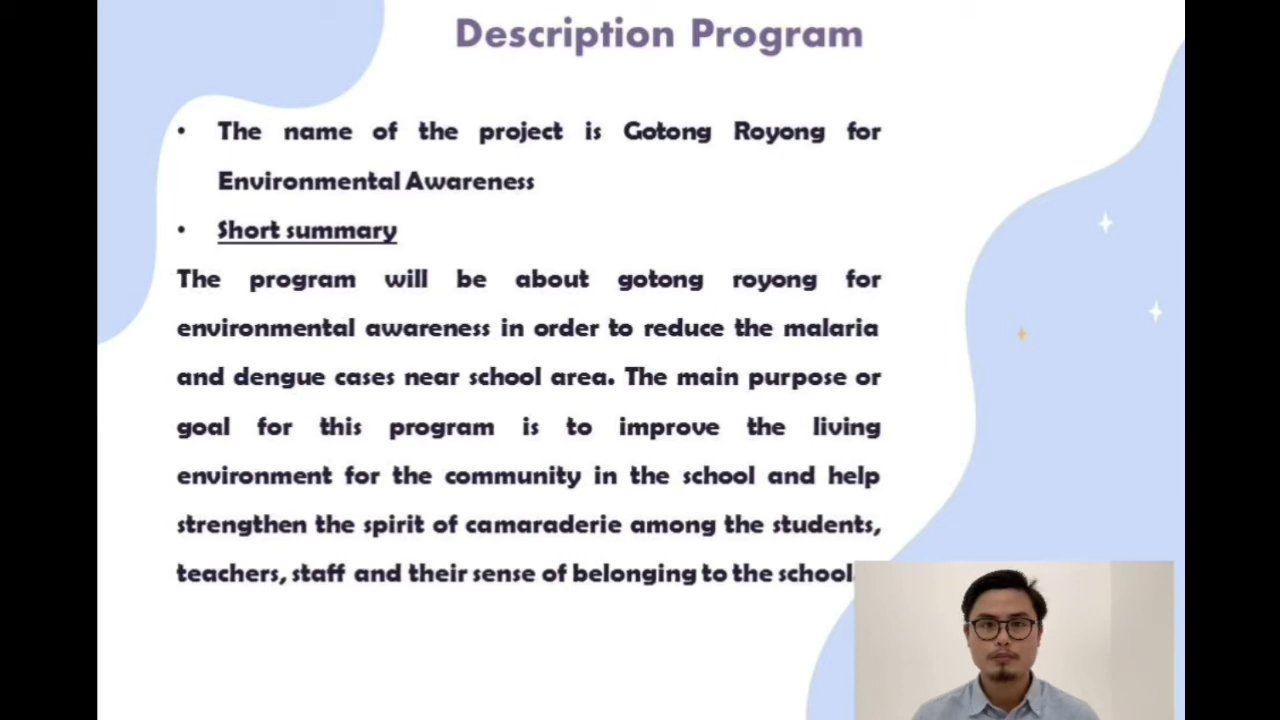 Description Program
• The name of the project is Gotong Royong for
Environmental Awareness
• Short summary
The program will be about gotong royong for
environmental awareness in order to reduce the malaria
and dengue cases near school area. The main purpose or
goal for this program is to improve the living
environment for the community in the school and help
strengthen the spirit of camaraderie among the students,
teachers, staff and their sense of belonging to the school.